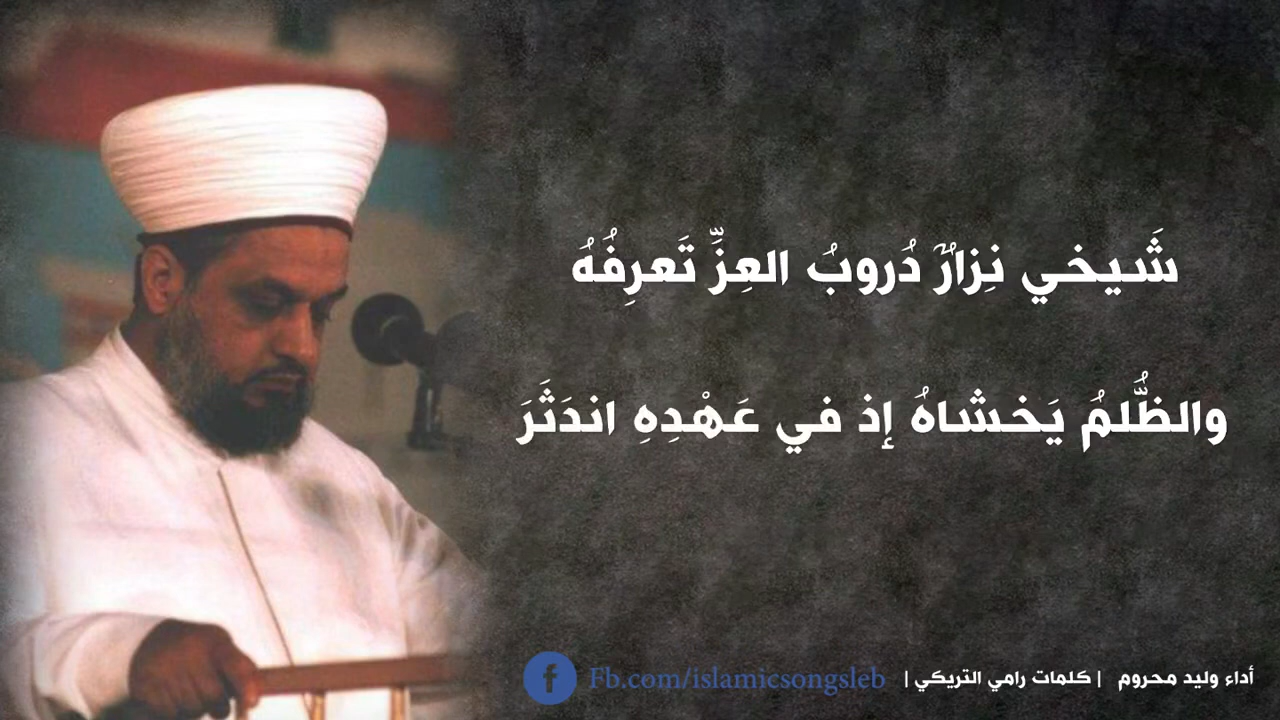 شَيخي نِزارٌ دُروبُ العِزِّ تَعرِفُهُ
والظُّلمُ يَخشاهُ إذ في عَهْدِهِ اندَثَرَ
أداء وليد محروم | كلمات رامي التريكي | Fb.com/islamicsongsleb